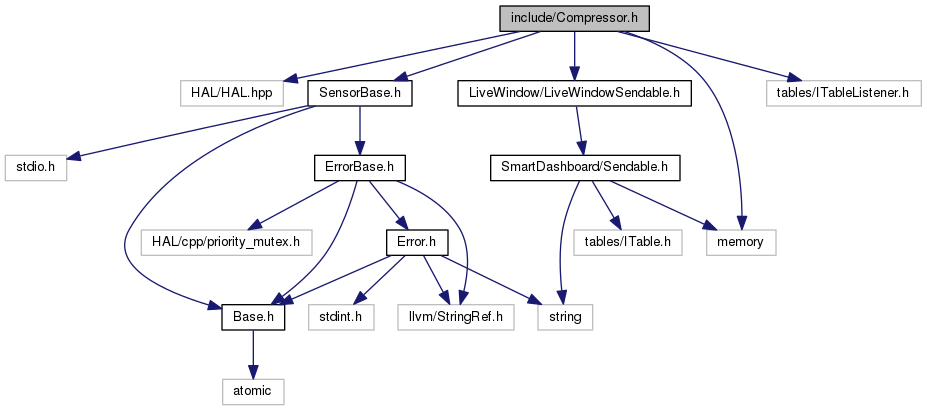 include/Compressor.h
HAL/HAL.hpp
SensorBase.h
LiveWindow/LiveWindowSendable.h
tables/ITableListener.h
stdio.h
ErrorBase.h
SmartDashboard/Sendable.h
HAL/cpp/priority_mutex.h
Error.h
tables/ITable.h
memory
Base.h
stdint.h
llvm/StringRef.h
string
atomic